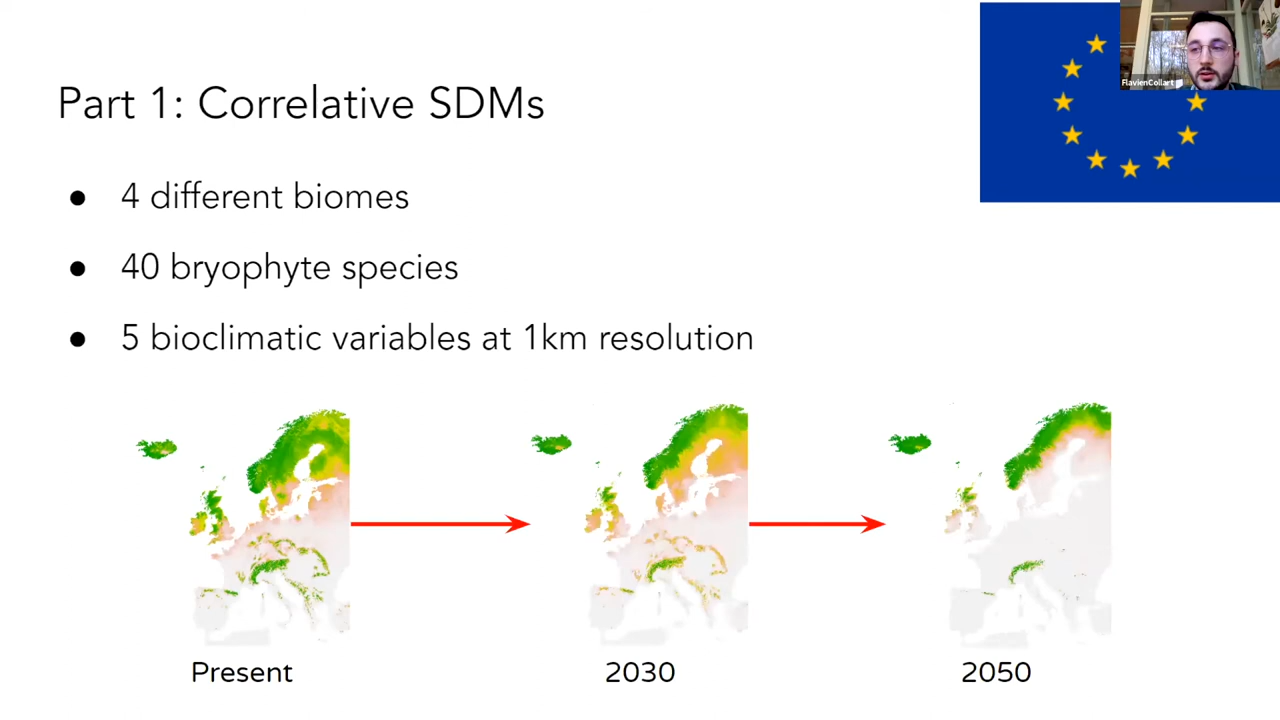 FlavienCollart
Part 1: Correlative SDMs
● 4 different biomes
● 40 bryophyte species
● 5 bioclimatic variables at 1km resolution
Present
2030
2050